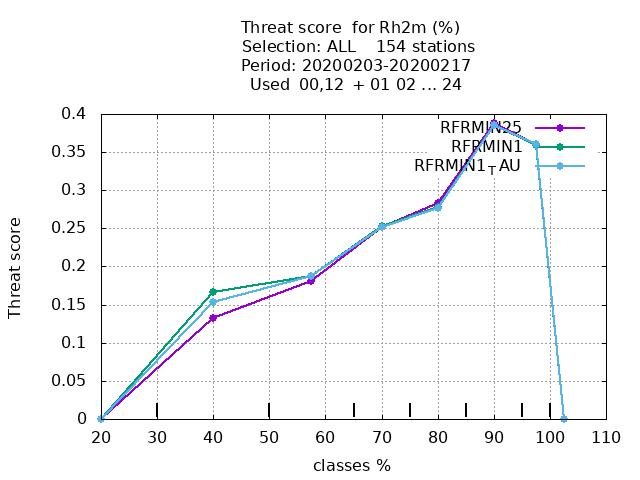 Threat score  for Rh2m (%)
Selection: ALL    154 stations
Period: 20200203-20200217
Used  00,12  + 01 02 ... 24
Threat score
0.4
0.35
0.3
0.25
0.2
0.15
0.1
0.05
0
RFRMIN25
RFRMIN1
RFRMIN1TAU
20 30 40 50 60 70 80 90 100 110
classes %